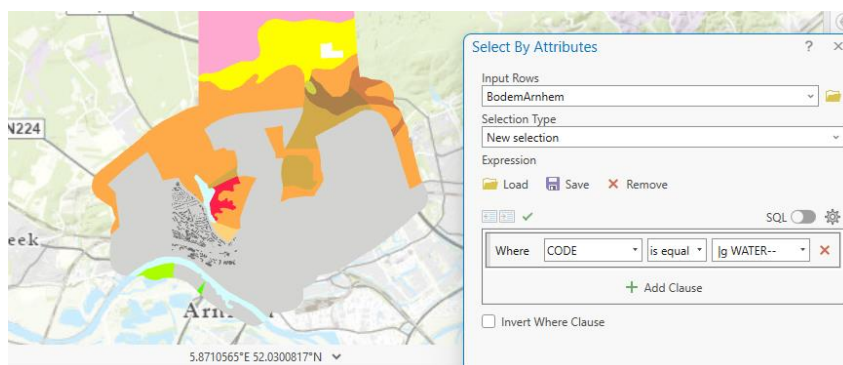 Select By Attributes
Input Rows
BodemArnhem
Selection Type
New selection
Expression
Load Save Remove
SQL
Where CODE is equal |g WATER--
Add Clause
Invert Where Clause
N224
eek
5.8710565°E 52.0300817°N